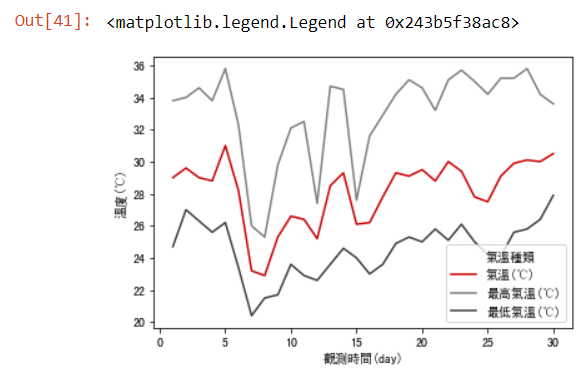 Out[41]: <matplotlib.legend.Legend at 0x243b5f38ac8>
36
34
32
30
28
26
24
22
20
溫度(℃)
0 5 10 15 20 25 30
觀測時間(day)
氣溫種類
氣溫(℃)
最高氣溫(℃)
最低氣溫(℃)